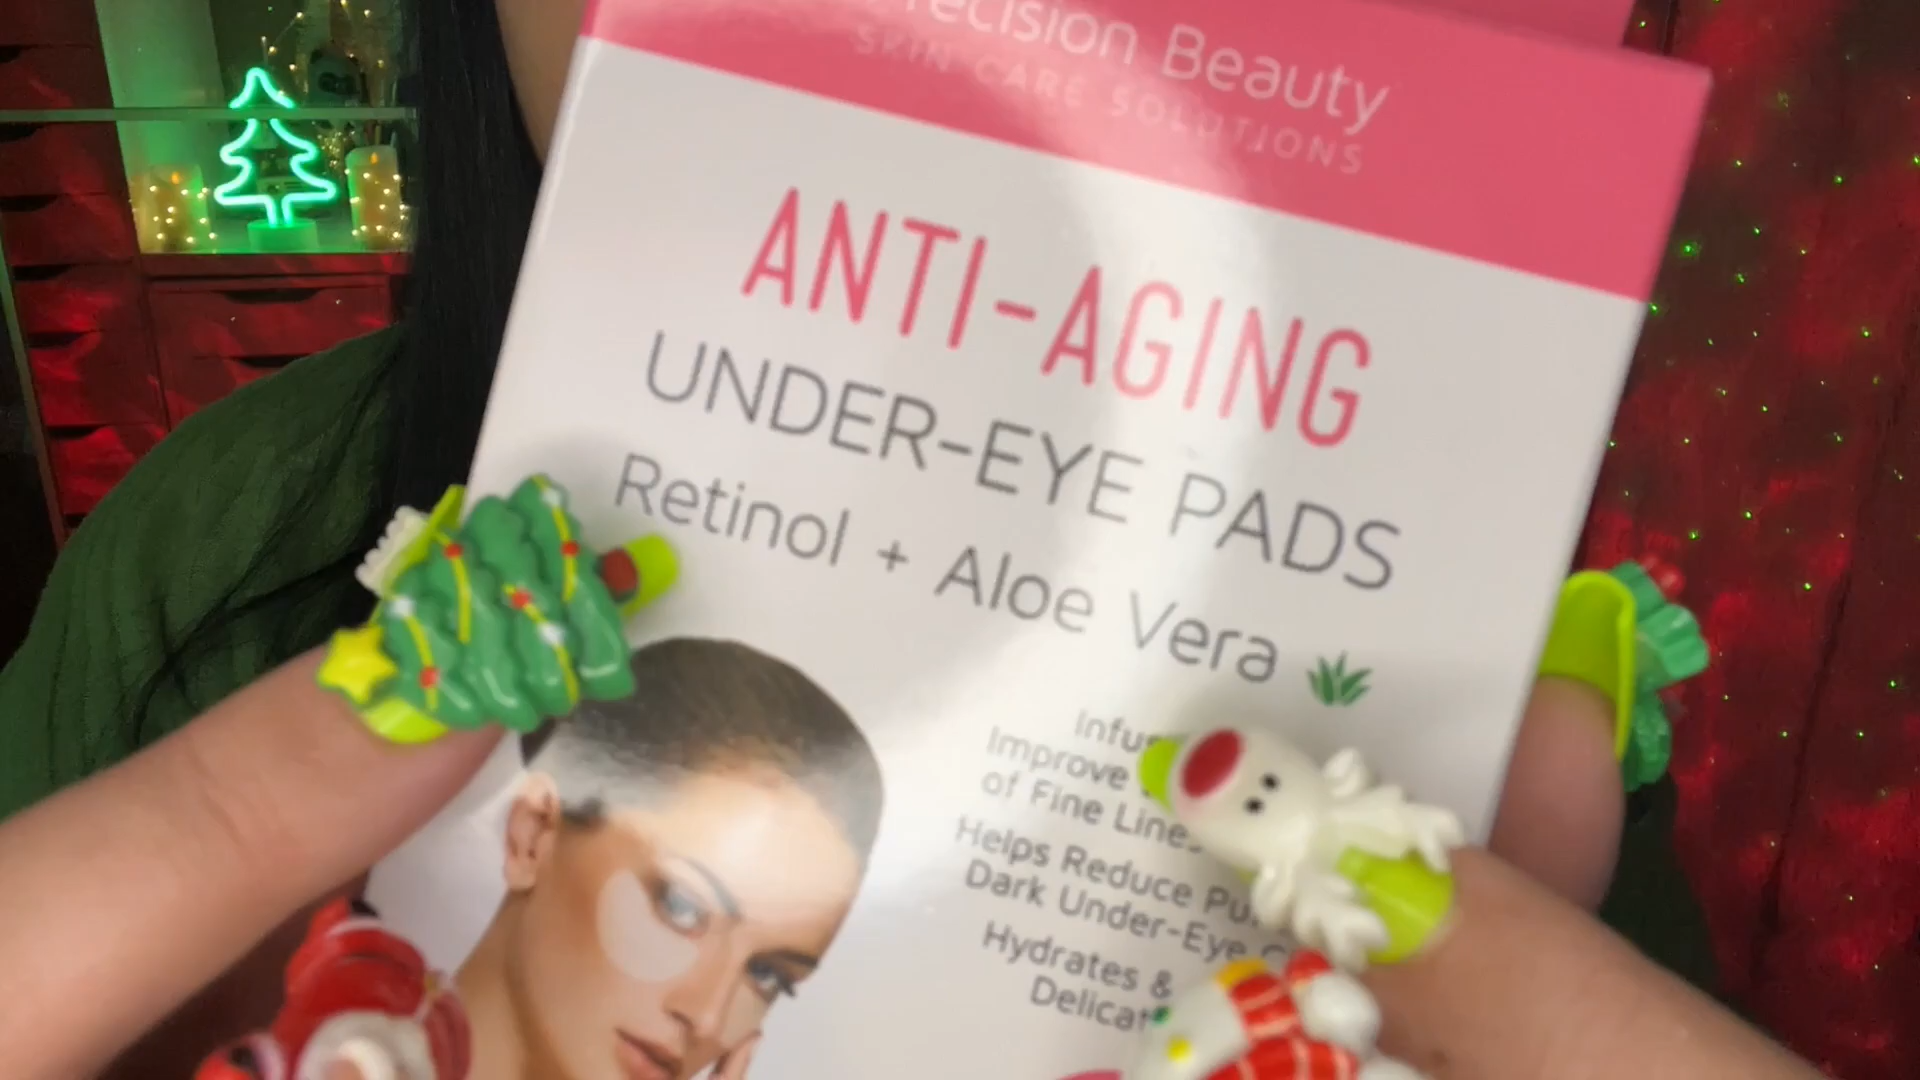 Precision Beauty
SKIN CARE SOLUTIONS
ANTI-AGING
UNDER-EYE PADS
Retinol + Aloe Vera
Improve
of Fine Lines
Helps Reduce
Dark Under-Eye
Hydrates &